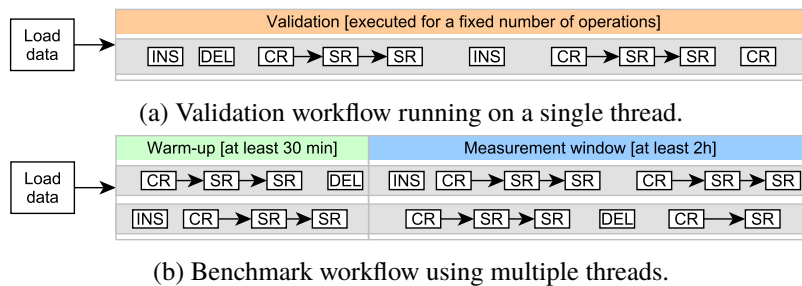 Load
data
Validation [executed for a fixed number of operations]
INS DEL CR SR SR INS CR SR SR CR
(a) Validation workflow running on a single thread.
Load
data
Warm-up [at least 30 min] Measurement window [at least 2h]
CR SR SR DEL INS CR SR SR CR SR SR
INS CR SR SR CR SR SR DEL CR SR
(b) Benchmark workflow using multiple threads.